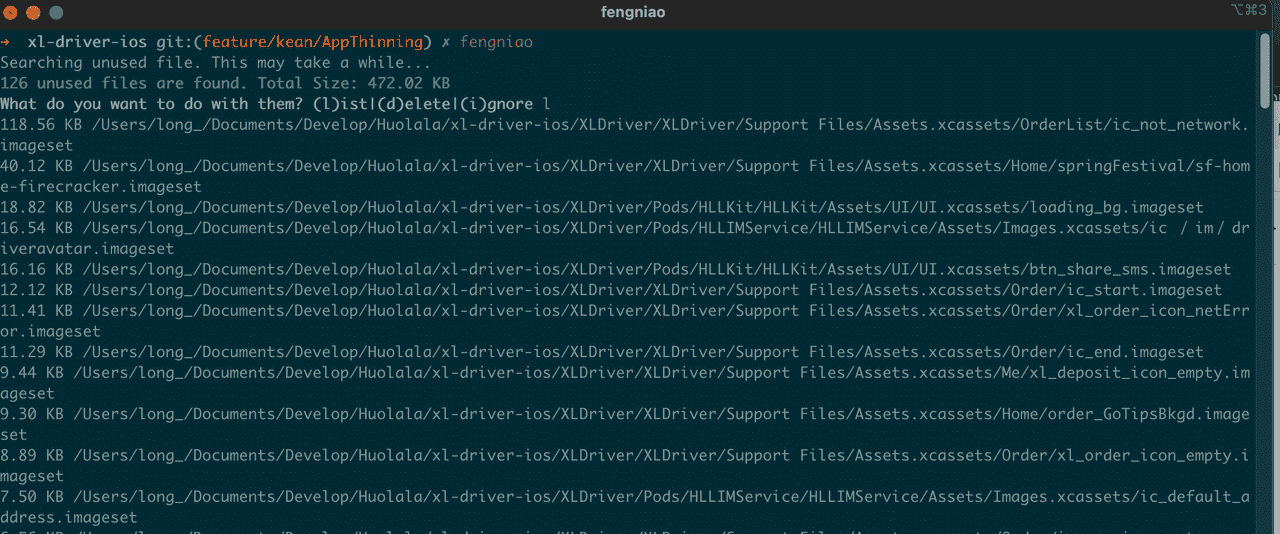 fengniao
⌥⌘3
➜  xl-driver-ios git:(feature/kean/AppThinning) ✗ fengniao
Searching unused file. This may take a while...
126 unused files are found. Total Size: 472.02 KB
What do you want to do with them? (l)ist|(d)elete|(i)gnore l
118.56 KB /Users/long_/Documents/Develop/Huolala/xl-driver-ios/XLDriver/XLDriver/Support Files/Assets.xcassets/OrderList/ic_not_network.
imageset
40.12 KB /Users/long_/Documents/Develop/Huolala/xl-driver-ios/XLDriver/XLDriver/Support Files/Assets.xcassets/Home/springFestival/sf-hom
e-firecracker.imageset
18.82 KB /Users/long_/Documents/Develop/Huolala/xl-driver-ios/XLDriver/Pods/HLLKit/HLLKit/Assets/UI/UI.xcassets/loading_bg.imageset
16.54 KB /Users/long_/Documents/Develop/Huolala/xl-driver-ios/XLDriver/Pods/HLLIMService/HLLIMService/Assets/Images.xcassets/ic / im/ dr
iveravatar.imageset
16.16 KB /Users/long_/Documents/Develop/Huolala/xl-driver-ios/XLDriver/Pods/HLLKit/HLLKit/Assets/UI/UI.xcassets/btn_share_sms.imageset
12.12 KB /Users/long_/Documents/Develop/Huolala/xl-driver-ios/XLDriver/XLDriver/Support Files/Assets.xcassets/Order/ic_start.imageset
11.41 KB /Users/long_/Documents/Develop/Huolala/xl-driver-ios/XLDriver/XLDriver/Support Files/Assets.xcassets/Order/xl_order_icon_netErr
or.imageset
11.29 KB /Users/long_/Documents/Develop/Huolala/xl-driver-ios/XLDriver/XLDriver/Support Files/Assets.xcassets/Order/ic_end.imageset
9.44 KB /Users/long_/Documents/Develop/Huolala/xl-driver-ios/XLDriver/XLDriver/Support Files/Assets.xcassets/Me/xl_deposit_icon_empty.im
ageset
9.30 KB /Users/long_/Documents/Develop/Huolala/xl-driver-ios/XLDriver/XLDriver/Support Files/Assets.xcassets/Home/order_GoTipsBkgd.image
set
8.89 KB /Users/long_/Documents/Develop/Huolala/xl-driver-ios/XLDriver/XLDriver/Support Files/Assets.xcassets/Order/xl_order_icon_empty.i
mageset
7.50 KB /Users/long_/Documents/Develop/Huolala/xl-driver-ios/XLDriver/Pods/HLLIMService/HLLIMService/Assets/Images.xcassets/ic_default_a
ddress.imageset